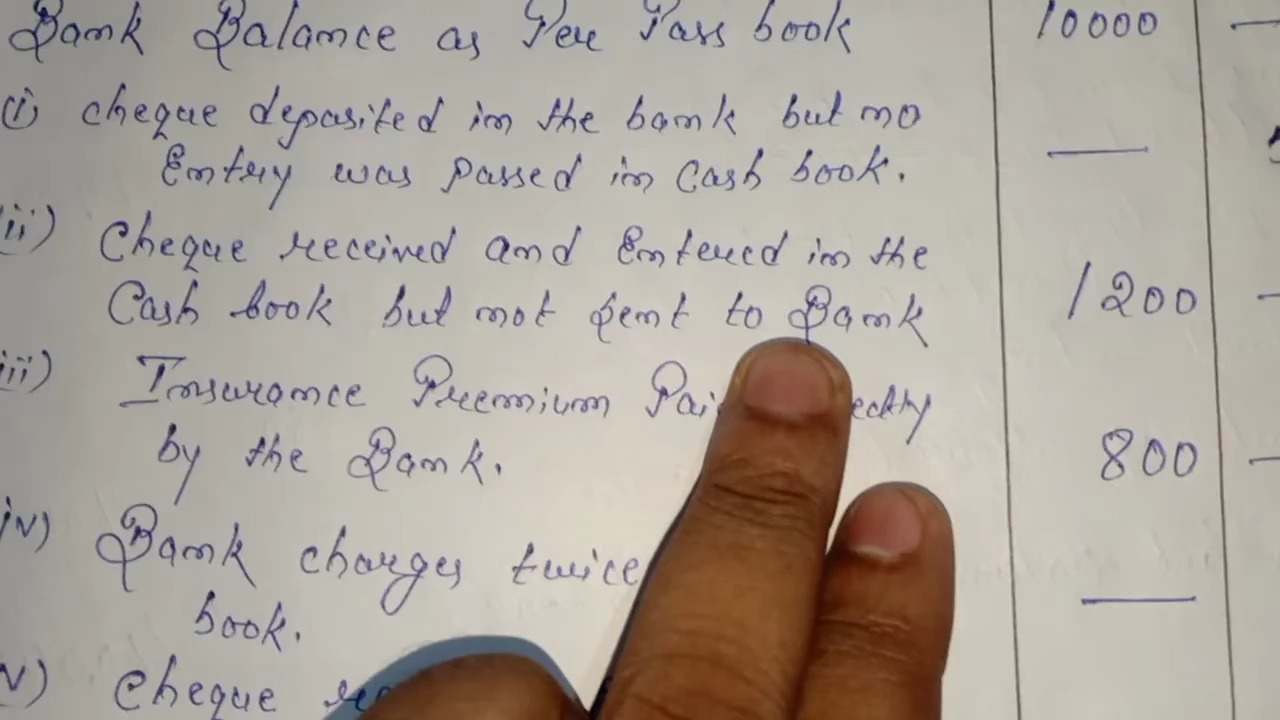 Bank Balance as Per Pass book 10000
(i) cheque deposited in the bank but no
Entry was passed in cash book.
ii) Cheque received and Entered in the
Cash book but not sent to Bank 1200
iii) Insurance Premium
by the Bank. 800
iv) Bank charges twice
book.
v) cheque